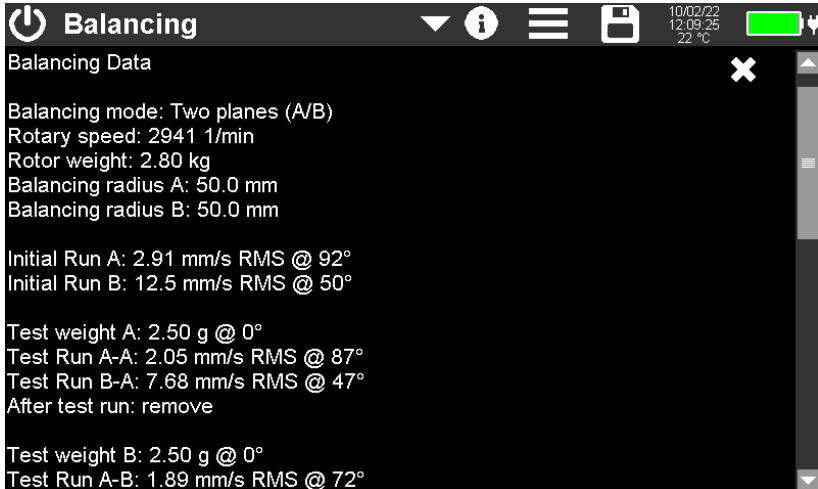 Balancing
10/02/22
12:09:25
22 °C
Balancing Data
Balancing mode: Two planes (A/B)
Rotary speed: 2941 1/min
Rotor weight: 2.80 kg
Balancing radius A: 50.0 mm
Balancing radius B: 50.0 mm
Initial Run A: 2.91 mm/s RMS @ 92°
Initial Run B: 12.5 mm/s RMS @ 50°
Test weight A: 2.50 g @ 0°
Test Run A-A: 2.05 mm/s RMS @ 87°
Test Run B-A: 7.68 mm/s RMS @ 47°
After test run: remove
Test weight B: 2.50 g @ 0°
Test Run A-B: 1.89 mm/s RMS @ 72°